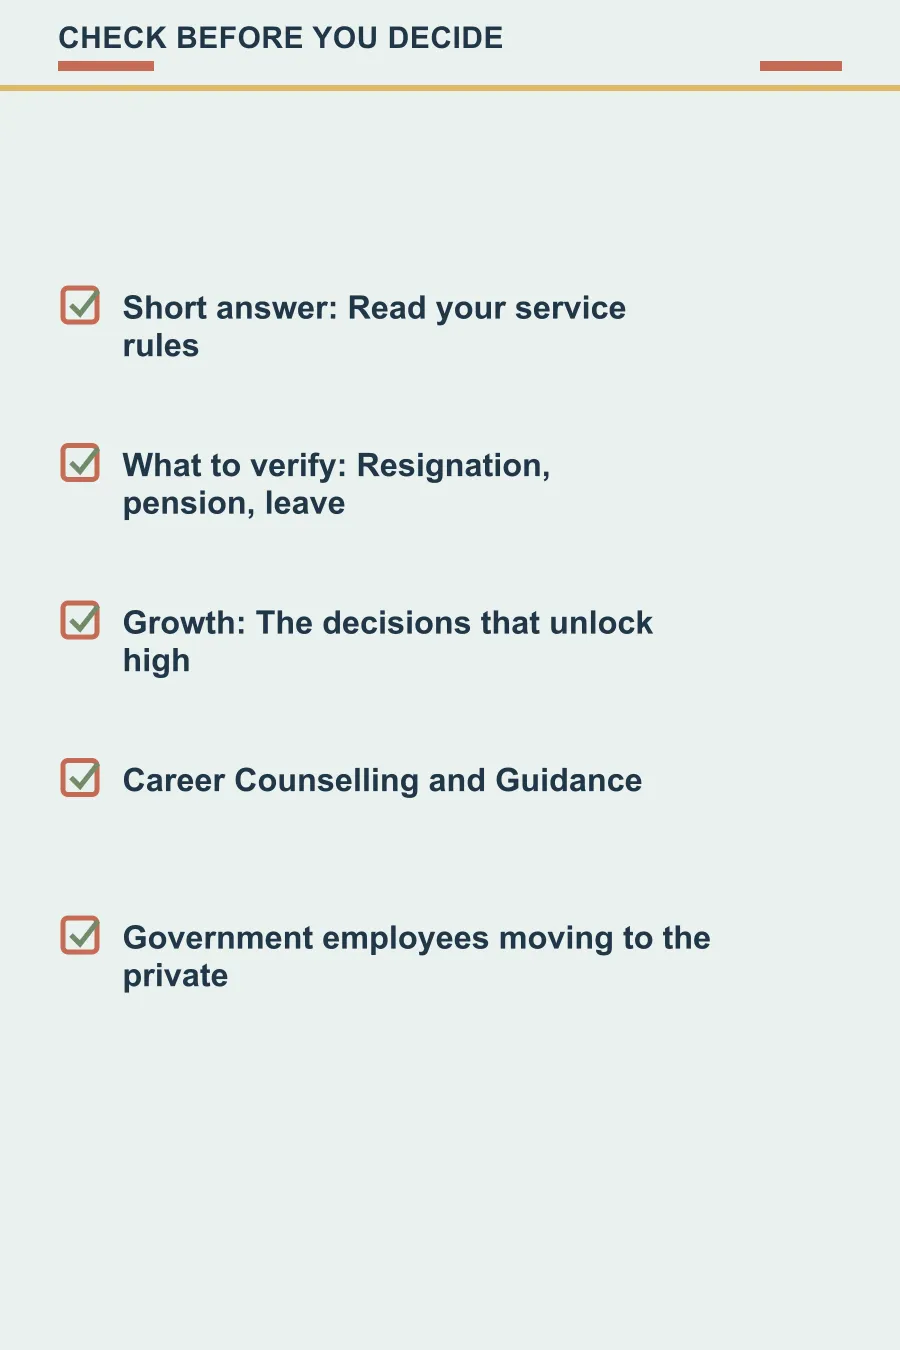 CHECK BEFORE YOU DECIDE
Short answer: Read your service
rules
What to verify: Resignation,
pension, leave
Growth: The decisions that unlock
high
Career Counselling and Guidance
Government employees moving to the
private